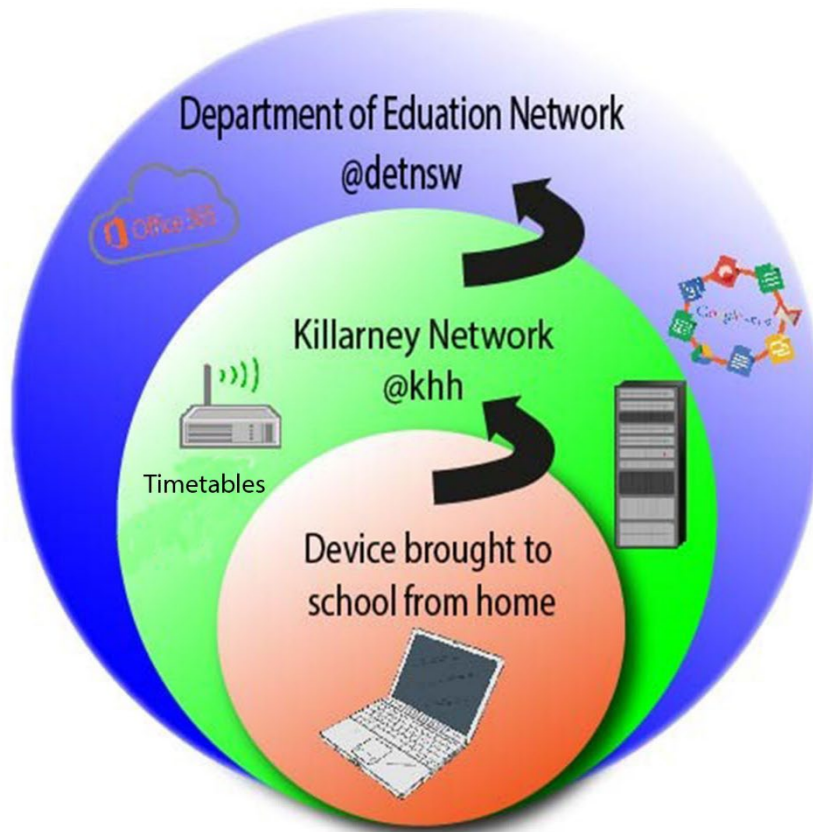 Department of Eduation Network
@detnsw
Office 365
Killarney Network
@khh
Timetables
Device brought to
school from home